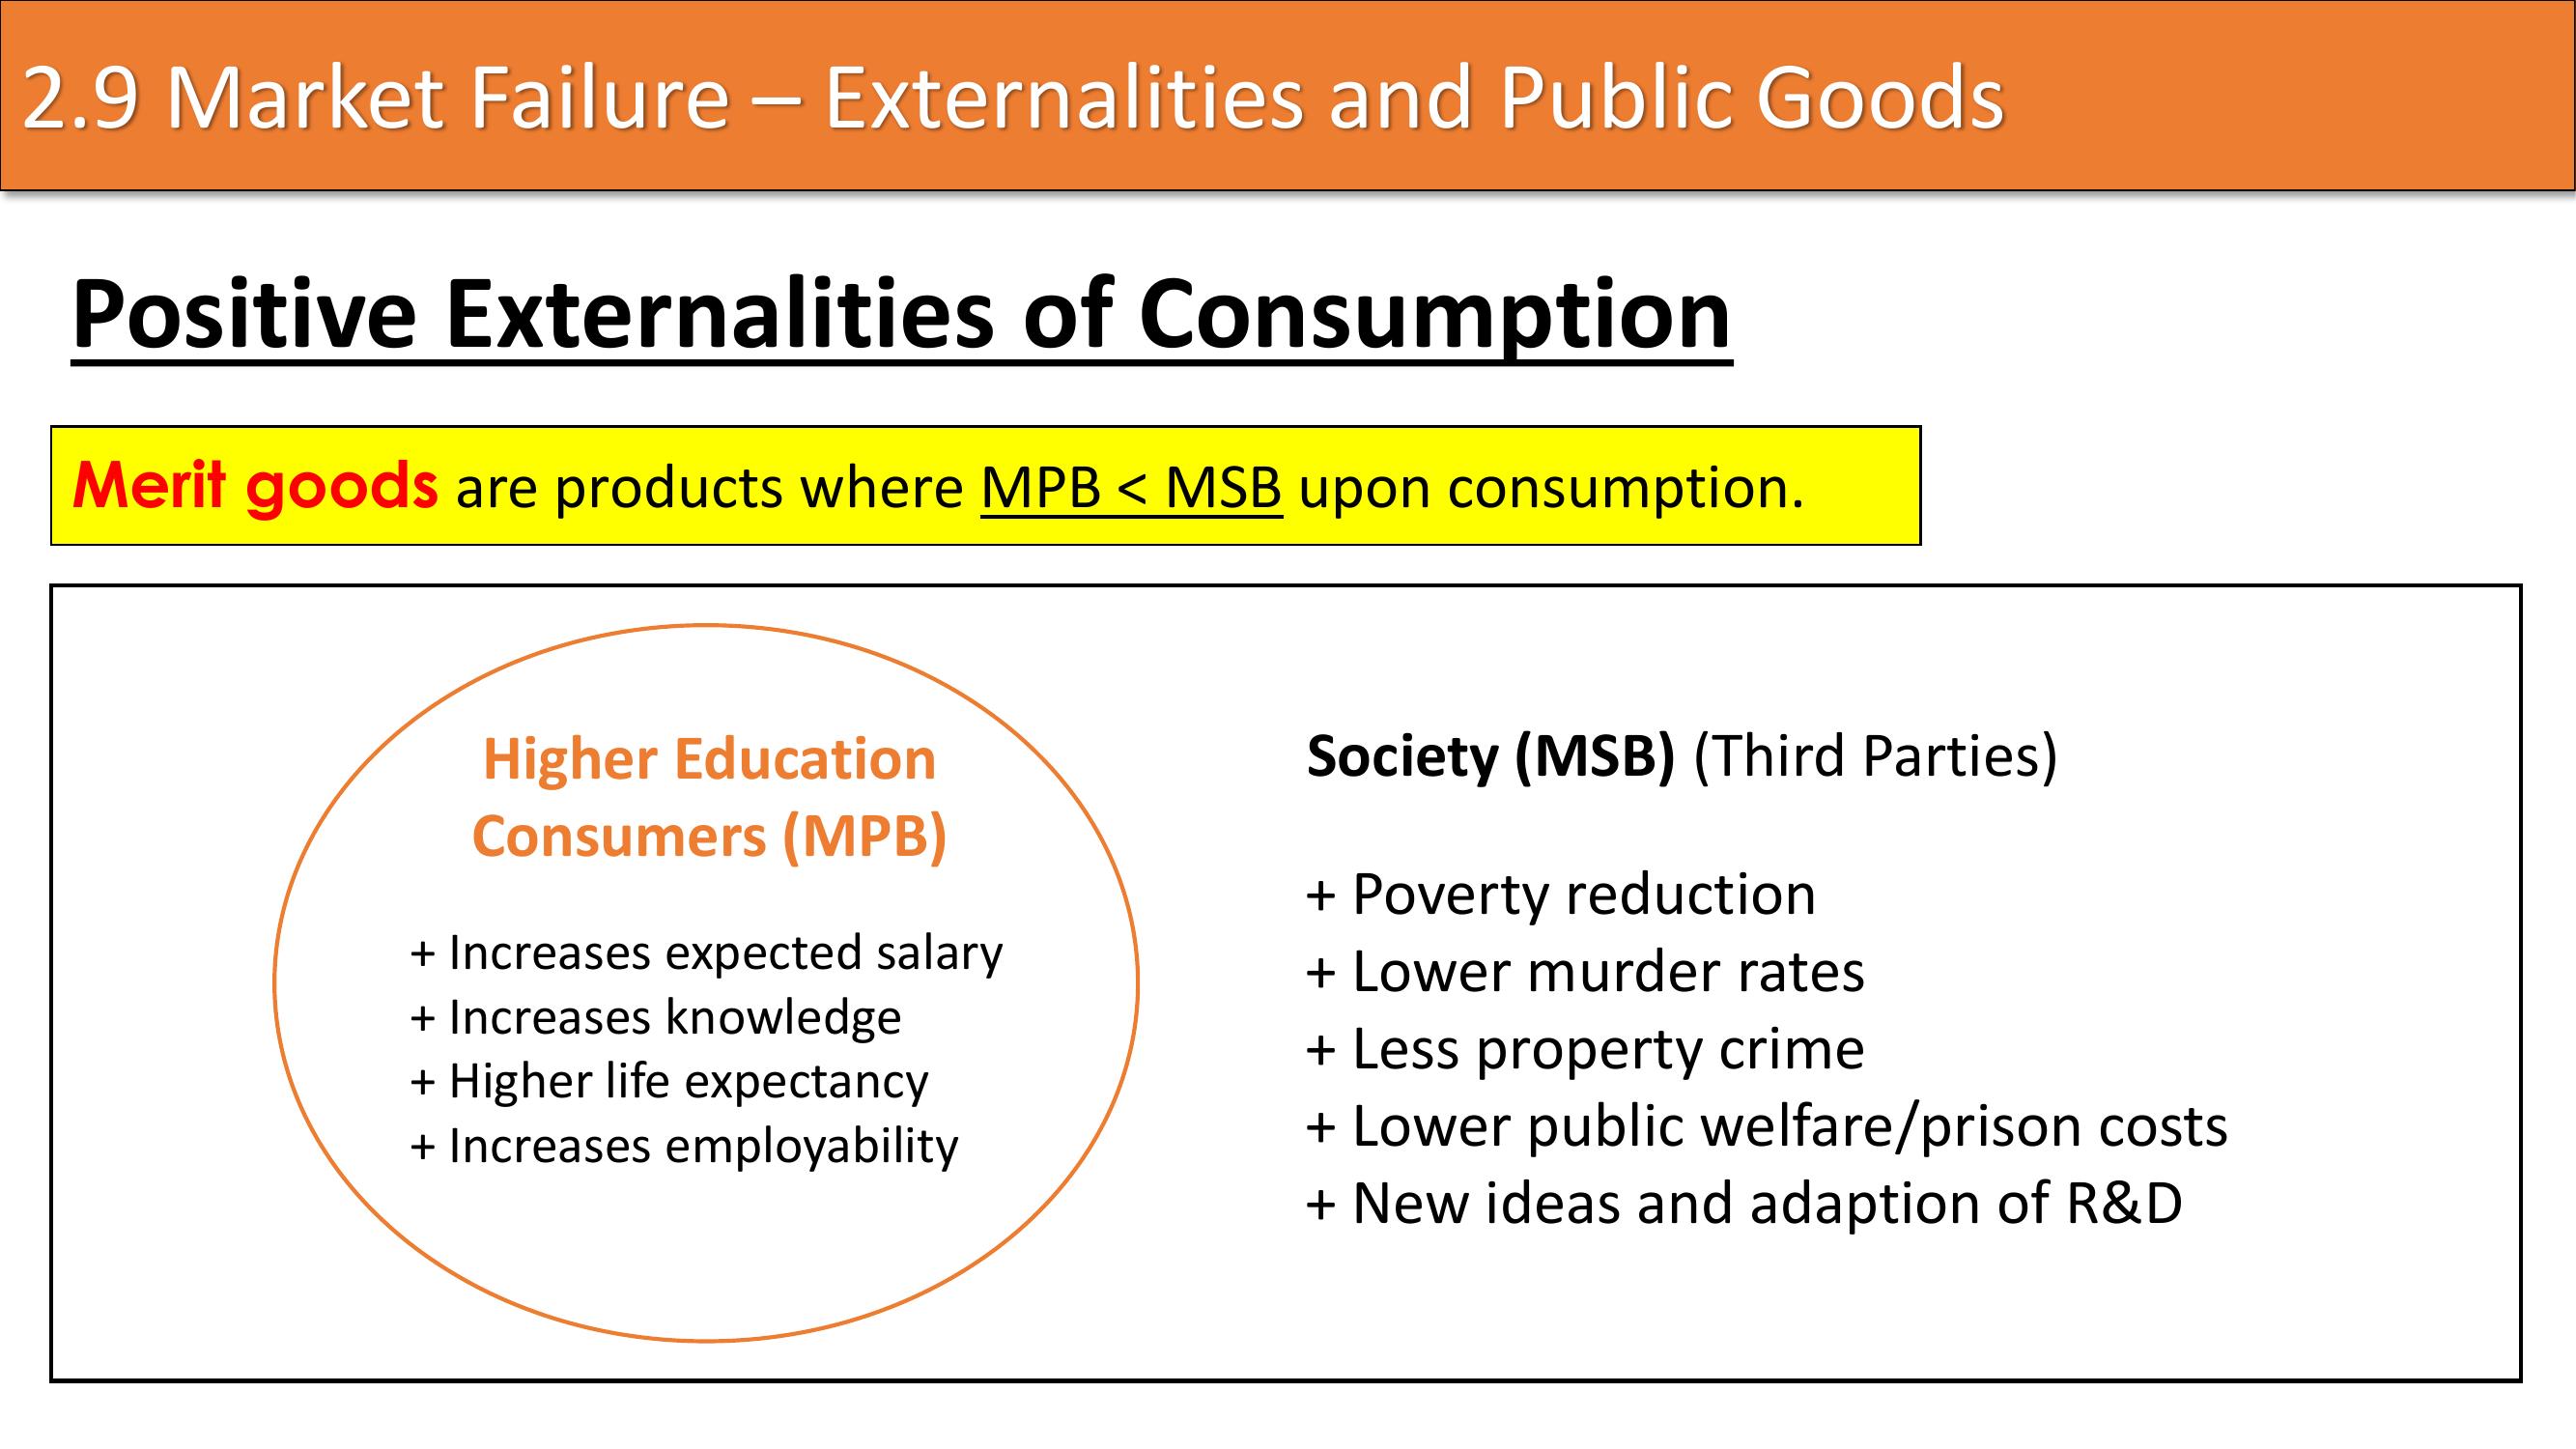 2.9 Market Failure – Externalities and Public Goods
Positive Externalities of Consumption
Merit goods are products where MPB < MSB upon consumption.
Higher Education
Consumers (MPB)
+ Increases expected salary
+ Increases knowledge
+ Higher life expectancy
+ Increases employability
Society (MSB) (Third Parties)
+ Poverty reduction
+ Lower murder rates
+ Less property crime
+ Lower public welfare/prison costs
+ New ideas and adaption of R&D